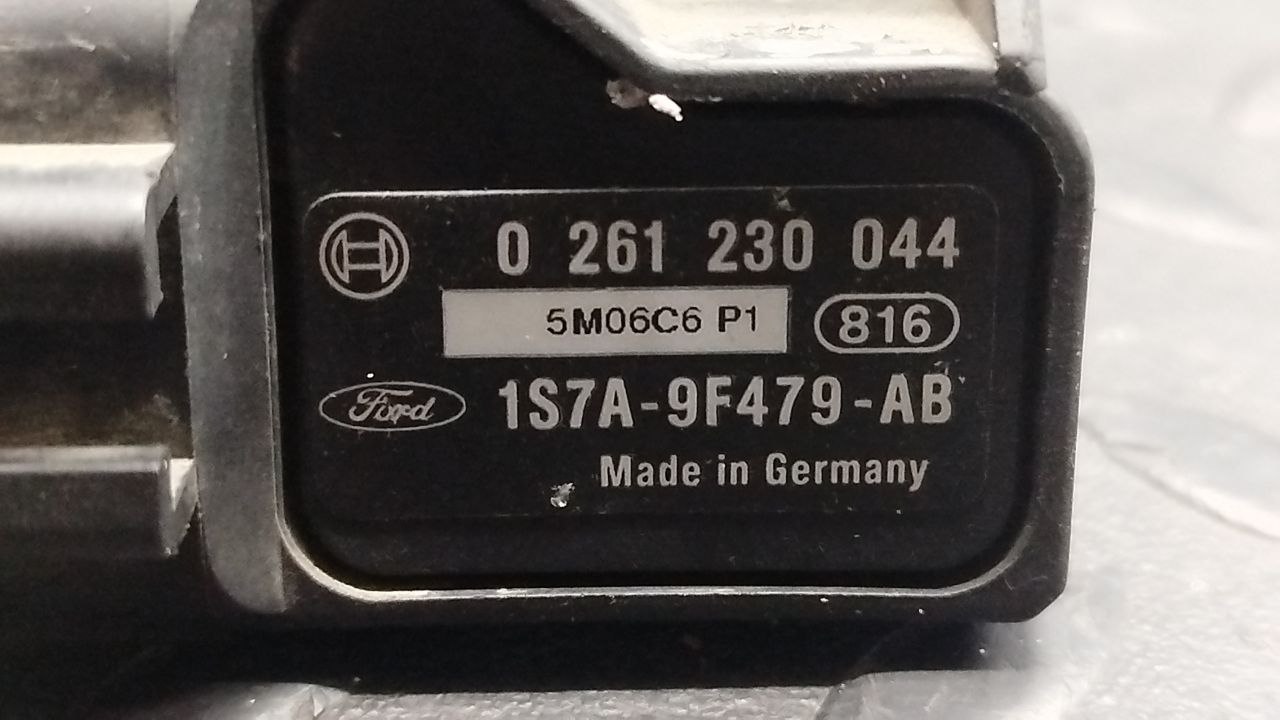 0 261 230 044
5M06C6 P1 816
Ford 1S7A-9F479-AB
Made in Germany